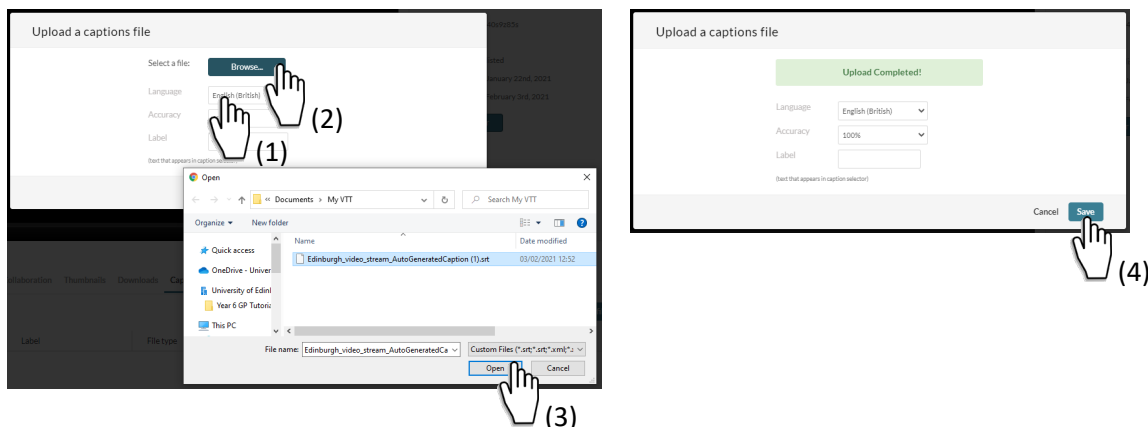 Upload a captions file
Select a file:
Browse...
Language
English (British)
Accuracy
Label
(text that appears in caption selector)
(2)
(1)
January 22nd, 2021
February 3rd, 2021
Thumbnails
Downloads
Label
File type
Open
« Documents › My VTT
Search My VTT
Organize
New folder
Name
Date modified
Quick access
OneDrive - Univer
University of Edinl
Year 6 GP Tutoria
This PC
Edinburgh_video_stream_AutoGeneratedCaption (1).srt
03/02/2021 12:52
File name:
Edinburgh_video_stream_AutoGeneratedCa
Custom Files (*.srt;*.srt;*.xml;*.
Open
Cancel
(3)
Upload a captions file
Upload Completed!
Language
English (British)
Accuracy
100%
Label
(text that appears in caption selector)
Cancel
Save
(4)